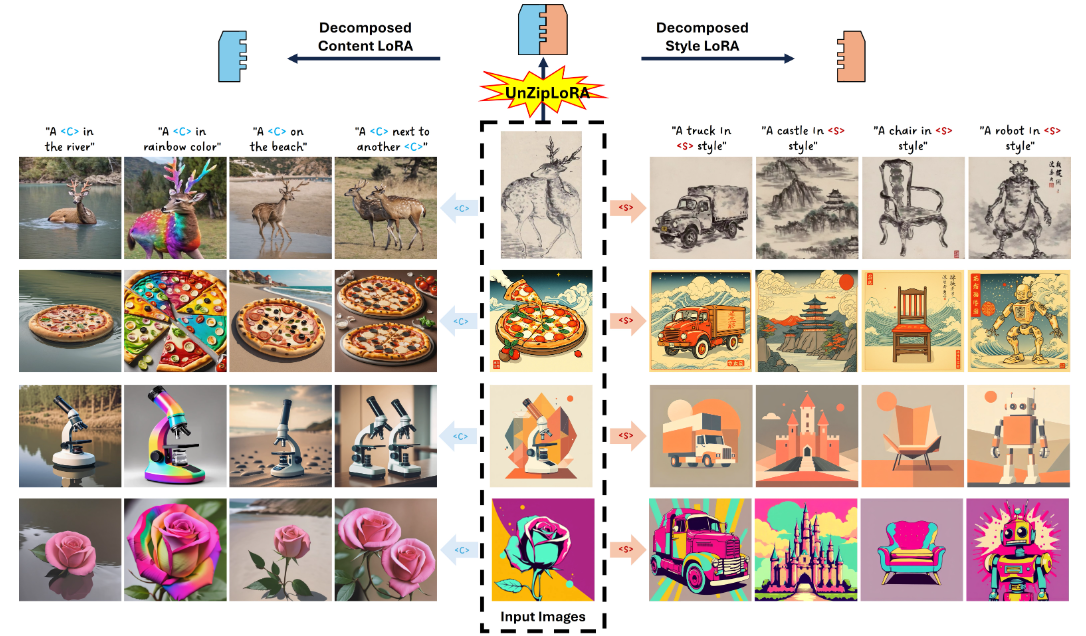 Decomposed
Content LoRA
Decomposed
Style LoRA
UnZipLoRA
"A <C> in
the river"
"A <C> in
rainbow color"
"A <C> on
the beach"
"A <C> next to
another <C>"
"A truck In
<S> style"
"A castle In <S>
style"
"A chair in <S>
style"
"A robot In <S>
style"
<C>
<S>
<C>
<S>
<C>
<S>
<C>
<S>
Input Images